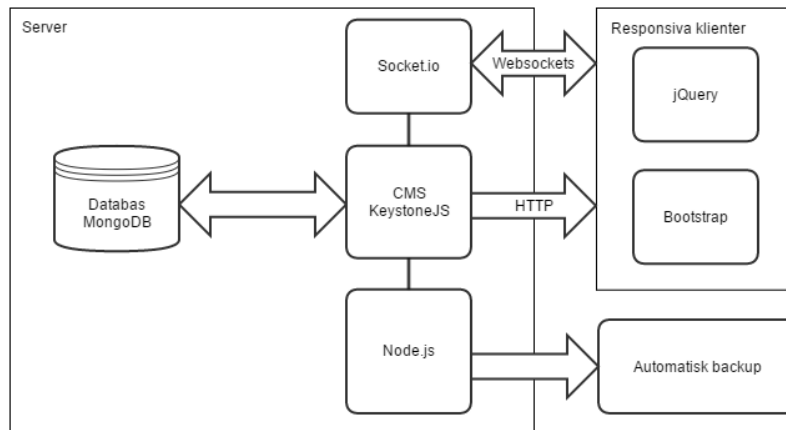 Server
Responsiva klienter
Socket.io
Websockets
jQuery
Databas
MongoDB
CMS
KeystoneJS
HTTP
Bootstrap
Node.js
Automatisk backup